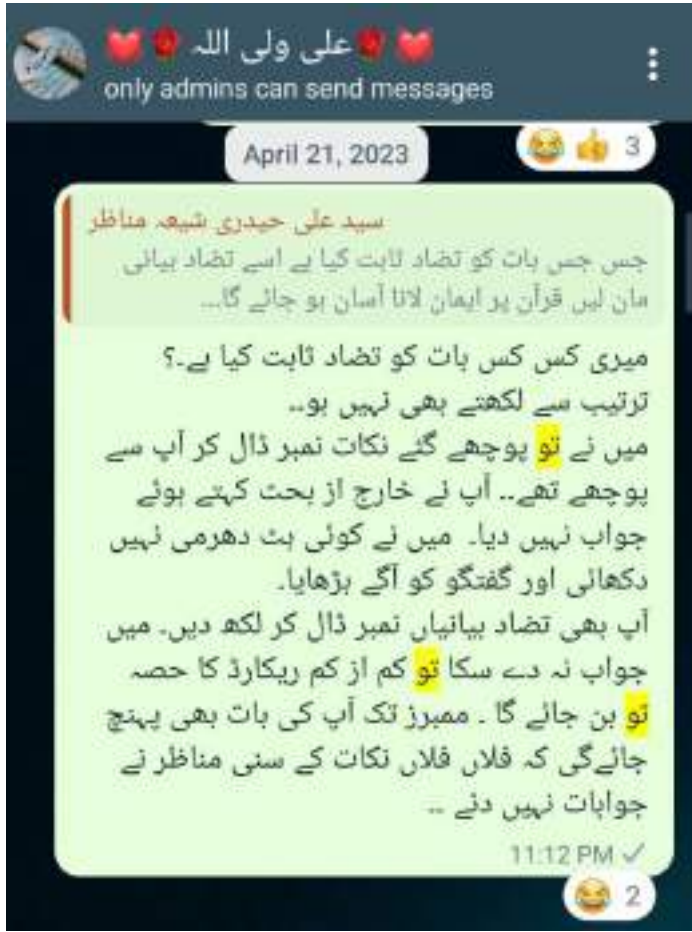 ❤️🌹علی ولی اللہ🌹❤️
only admins can send messages
😂👍 3
April 21, 2023
سید علی حیدری شیعہ مناظر
جس جس بات کو تضاد ثابت کیا ہے اسے تضاد بیانی
مان لیں قرآن پر ایمان لانا آسان ہو جائے گا...
میری کس کس بات کو تضاد ثابت کیا ہے۔؟
ترتیب سے لکھتے بھی نہیں ہو۔۔
میں نے تو پوچھے گئے نکات نمبر ڈال کر آپ سے
پوچھے تھے۔۔ آپ نے خارج از بحث کہتے ہوئے
جواب نہیں دیا۔ میں نے کوئی ہٹ دھرمی نہیں
دکھائی اور گفتگو کو آگے بڑھایا۔
آپ بھی تضاد بیانیاں نمبر ڈال کر لکھ دیں۔ میں
جواب نہ دے سکا تو کم از کم ریکارڈ کا حصہ
تو بن جائے گا ۔ ممبرز تک آپ کی بات بھی پہنچ
جائےگی کہ فلاں فلاں نکات کے سنی مناظر نے
جوابات نہیں دئے ۔۔
11:12 PM ✓
😂 2